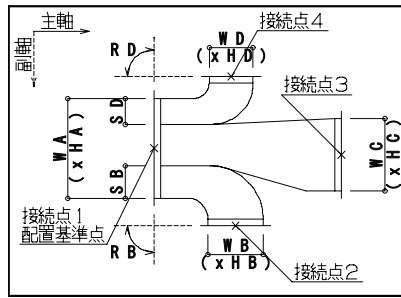 主軸
副軸
RD
WD
(xHD)
接続点4
SD
接続点3
WA
(xHA)
WC
(xHC)
SB
接続点1
配置基準点
RB
WB
(xHB)
接続点2